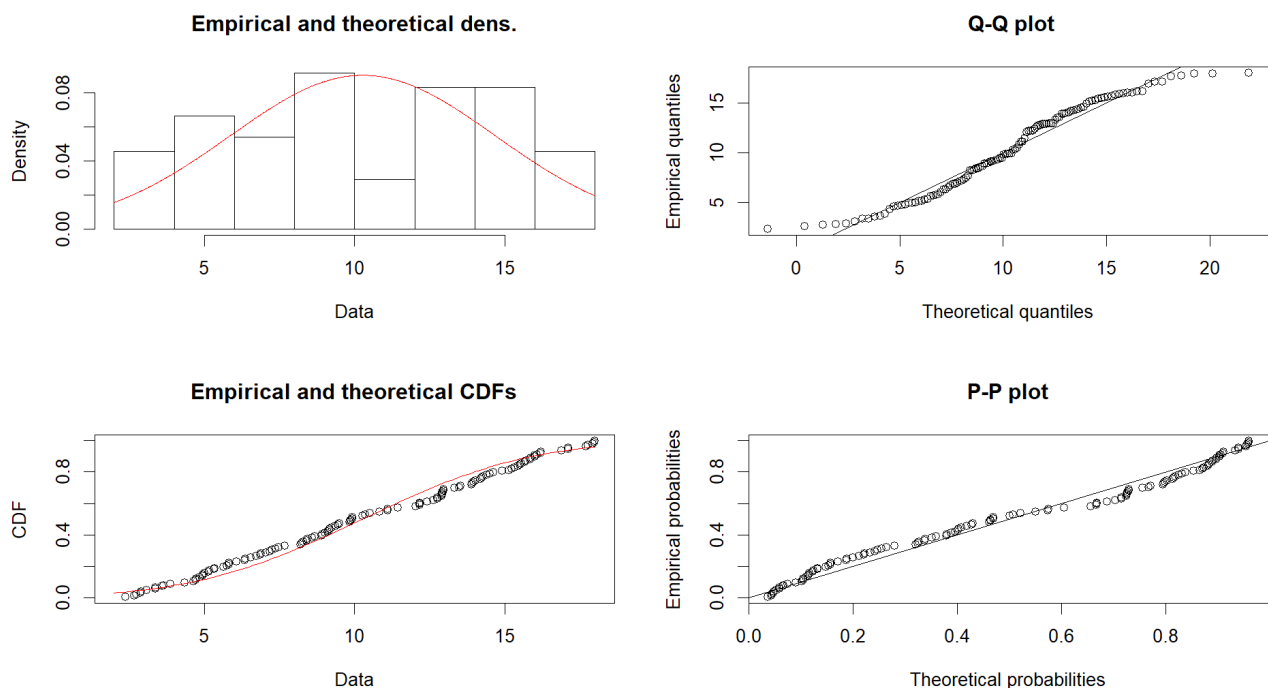 Empirical and theoretical dens.
Density
0.00
0.04
0.08
5
10
15
Data
Q-Q plot
Empirical quantiles
5
10
15
0
5
10
15
20
Theoretical quantiles
Empirical and theoretical CDFs
CDF
0.0
0.4
0.8
5
10
15
Data
P-P plot
Empirical probabilities
0.0
0.4
0.8
0.0
0.2
0.4
0.6
0.8
Theoretical probabilities